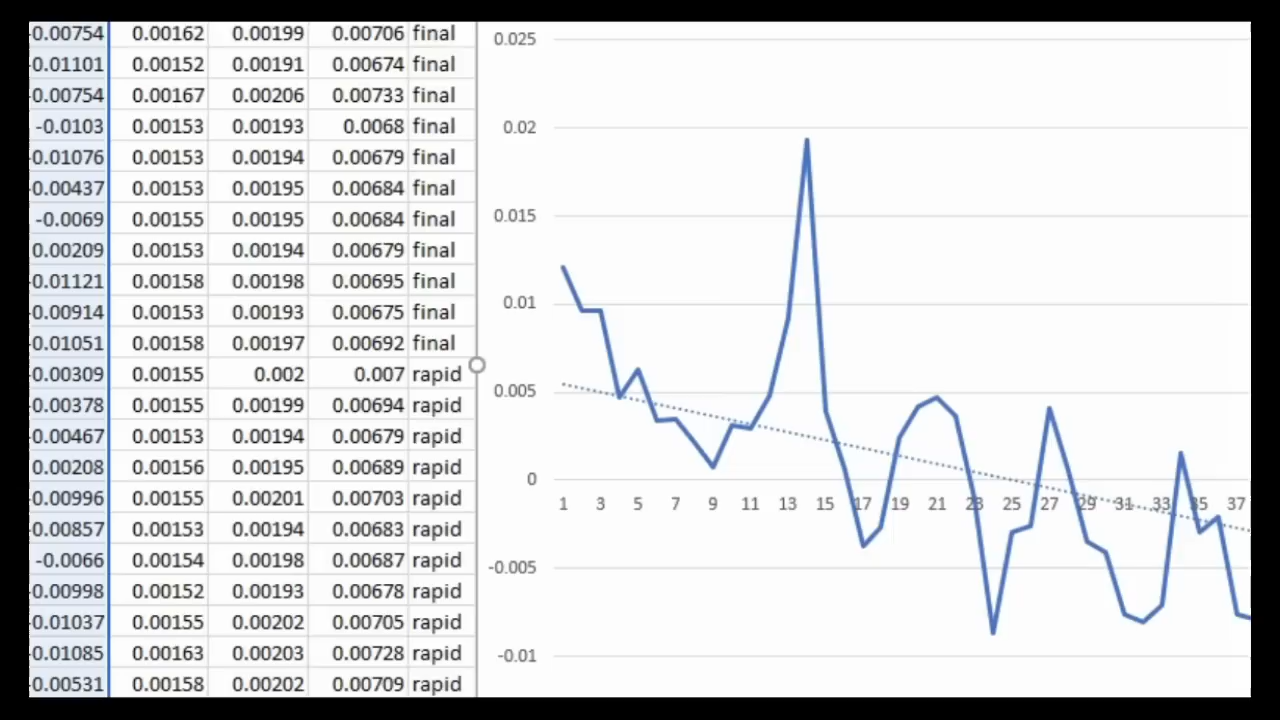 -0.00754 0.00162 0.00199 0.00706 final
-0.01101 0.00152 0.00191 0.00674 final
-0.00754 0.00167 0.00206 0.00733 final
-0.0103 0.00153 0.00193 0.0068 final
-0.01076 0.00153 0.00194 0.00679 final
-0.00437 0.00153 0.00195 0.00684 final
-0.0069 0.00155 0.00195 0.00684 final
0.00209 0.00153 0.00194 0.00679 final
-0.01121 0.00158 0.00198 0.00695 final
-0.00914 0.00153 0.00193 0.00675 final
-0.01051 0.00158 0.00197 0.00692 final
-0.00309 0.00155 0.002 0.007 rapid
-0.00378 0.00155 0.00199 0.00694 rapid
-0.00467 0.00153 0.00194 0.00679 rapid
0.00208 0.00156 0.00195 0.00689 rapid
-0.00996 0.00155 0.00201 0.00703 rapid
-0.00857 0.00153 0.00194 0.00683 rapid
-0.0066 0.00154 0.00198 0.00687 rapid
-0.00998 0.00152 0.00193 0.00678 rapid
-0.01037 0.00155 0.00202 0.00705 rapid
-0.01085 0.00163 0.00203 0.00728 rapid
-0.00531 0.00158 0.00202 0.00709 rapid
0.025
0.02
0.015
0.01
0.005
0
1 3 5 7 9 11 13 15 17 19 21 23 25 27 29 31 33 35 37
-0.005
-0.01